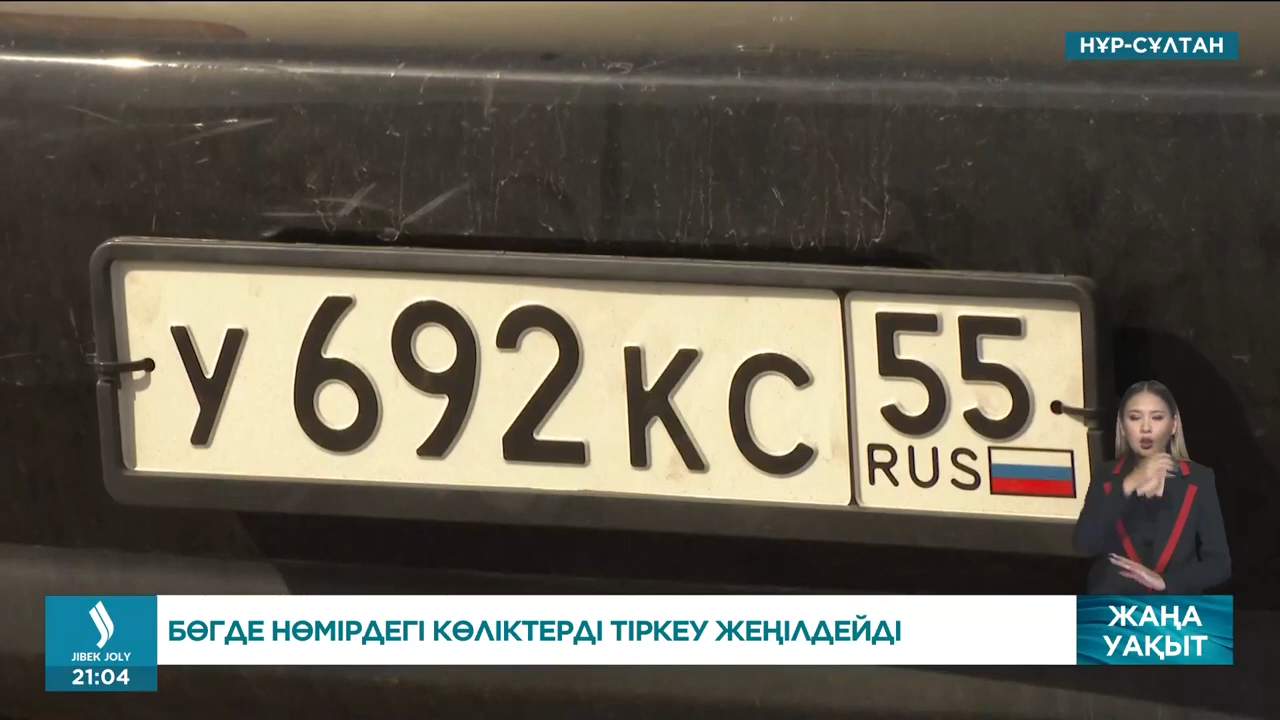 НҰР-СҰЛТАН
У 692 КС 55
RUS
БӨГДЕ НӨМІРДЕГІ КӨЛІКТЕРДІ ТІРКЕУ ЖЕҢІЛДЕЙДІ
JIBEK JOLY
21:04
ЖАҢА
УАҚЫТ